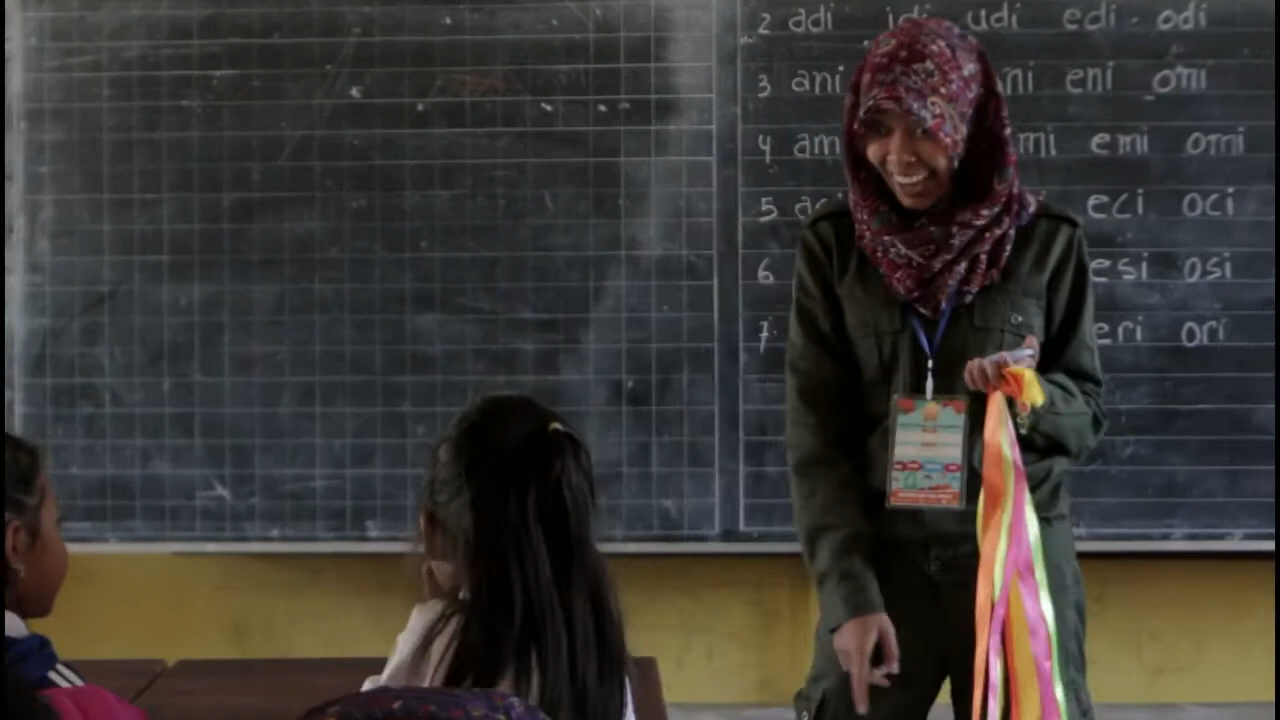 2 adi idi udi edi odi
3 ani eni oni
4 emi omi
5 eci oci
6 esi osi
7 eri ori